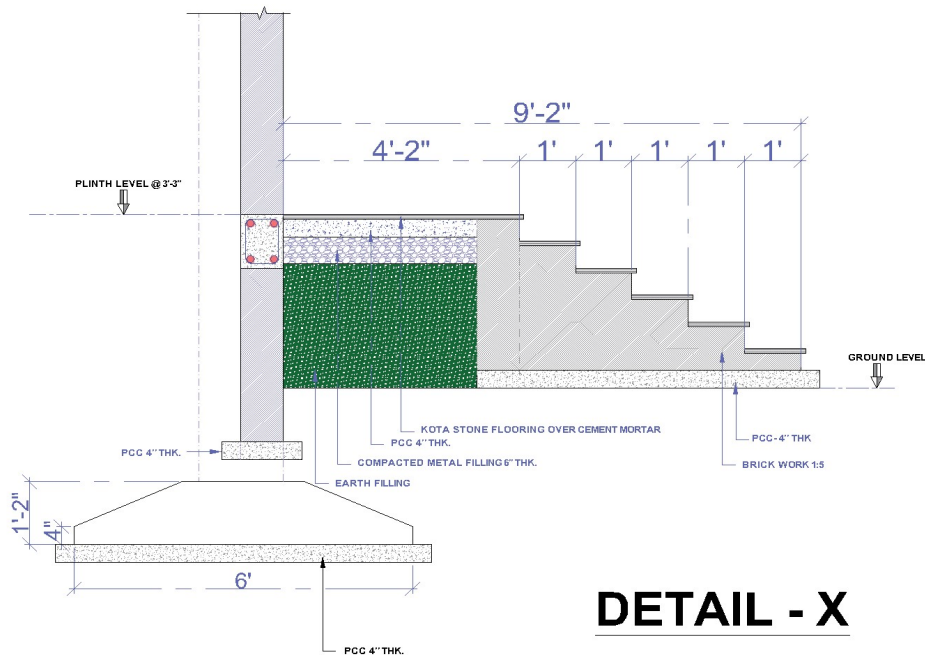 9'-2"
4'-2" 1' 1' 1' 1' 1'
PLINTH LEVEL @ 3'-3"
GROUND LEVEL
KOTA STONE FLOORING OVER CEMENT MORTAR
PCC 4" THK.
PCC- 4" THK
PCC 4" THK.
COMPACTED METAL FILLING 6" THK.
BRICK WORK 1:5
EARTH FILLING
1'-2"
4"
6'
DETAIL - X
PCC 4" THK.